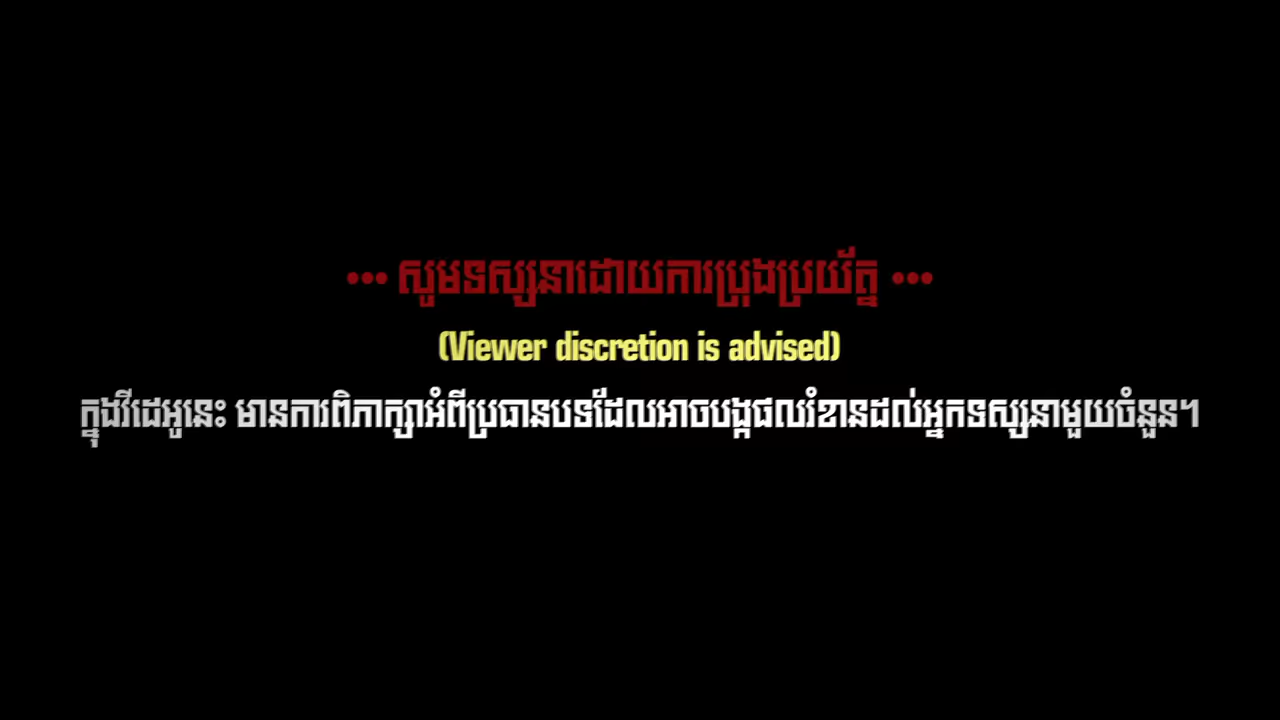 ••• សូមទស្សនាដោយការប្រុងប្រយ័ត្ន •••
(Viewer discretion is advised)
ក្នុងវីដេអូនេះ មានការពិភាក្សាអំពីប្រធានបទដែលអាចបង្កផលរំខានដល់អ្នកទស្សនាមួយចំនួន។